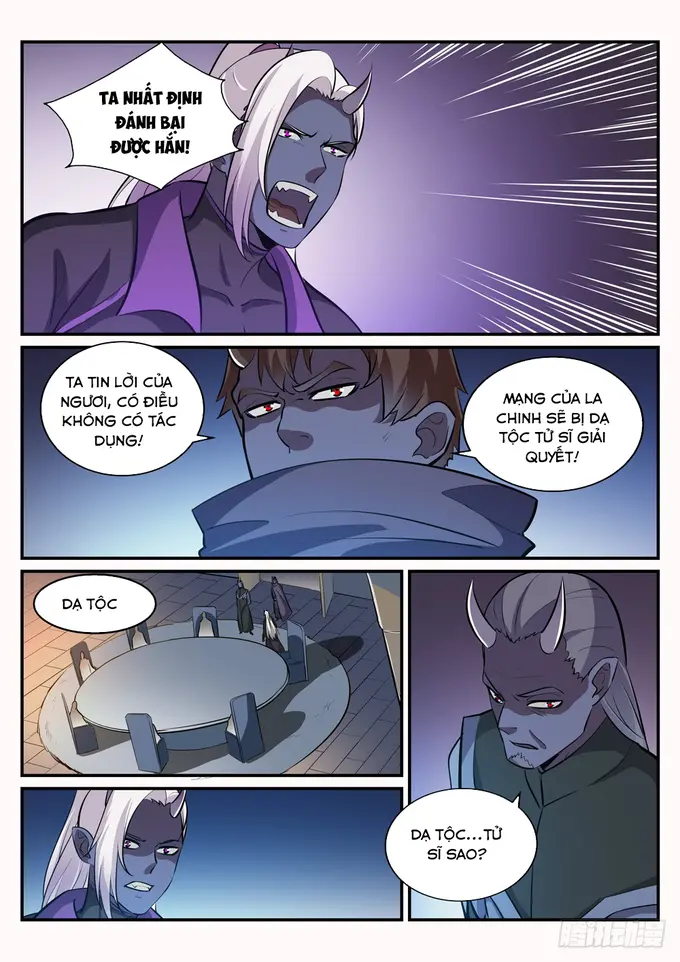 TA NHẤT ĐỊNH
ĐÁNH BẠI
ĐƯỢC HẮN!
TA TIN LỜI CỦA
NGƯƠI, CÓ ĐIỀU
KHÔNG CÓ TÁC
DỤNG!
MẠNG CỦA LA
CHINH SẼ BỊ DẠ
TỘC TỬ SĨ GIẢI
QUYẾT!
DẠ TỘC
DẠ TỘC...TỬ
SĨ SAO?